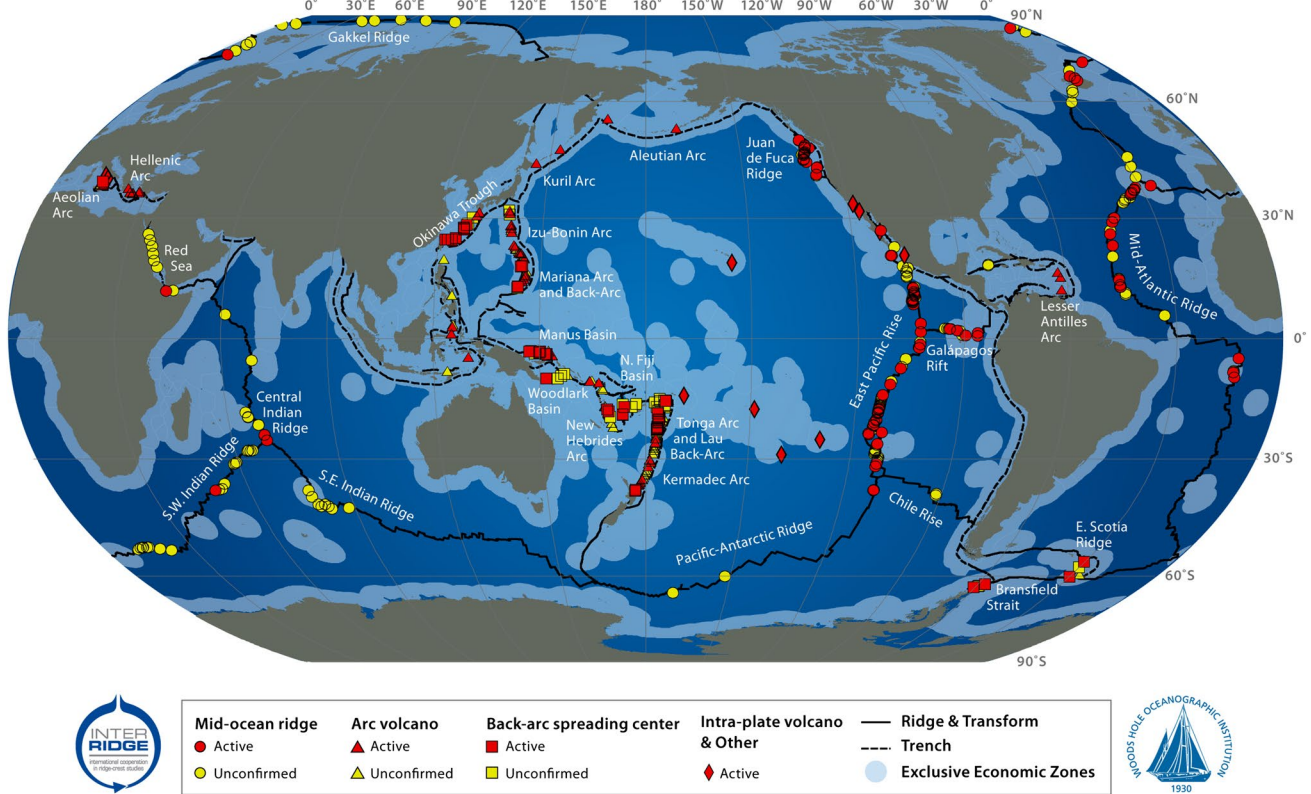 0° 30°E 60°E 90°E 120°E 150°E 180° 150°W 120°W 90°W 60°W 30°W 0°
90°N
Gakkel Ridge
60°N
Hellenic
Arc
Aeolian
Arc
Aleutian Arc
Juan
de Fuca
Ridge
Kuril Arc
Okinawa Trough
30°N
Izu-Bonin Arc
Red
Sea
Mariana Arc
and Back-Arc
Mid-Atlantic Ridge
Lesser
Antilles
Arc
Manus Basin
0°
East Pacific Rise
Galápagos
Rift
N. Fiji
Basin
Woodlark
Basin
Central
Indian
Ridge
New
Hebrides
Arc
Tonga Arc
and Lau
Back-Arc
30°S
Kermadec Arc
S.W. Indian Ridge
S.E. Indian Ridge
Chile Rise
Pacific-Antarctic Ridge
E. Scotia
Ridge
60°S
Bransfield
Strait
90°S
INTER
RIDGE
international cooperation
in ridge-crest studies
Mid-ocean ridge
Active
Unconfirmed
Arc volcano
Active
Unconfirmed
Back-arc spreading center
Active
Unconfirmed
Intra-plate volcano
& Other
Active
Ridge & Transform
Trench
Exclusive Economic Zones
WOODS HOLE OCEANOGRAPHIC INSTITUTION
1930